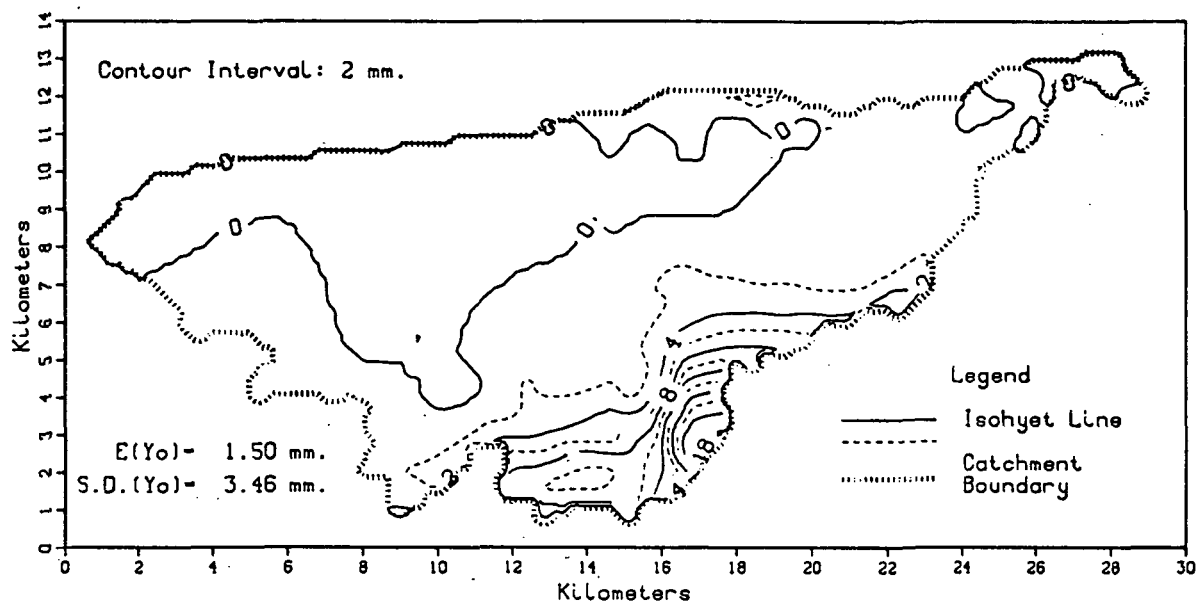 Contour Interval: 2 mm.
E(Yo)= 1.50 mm.
S.D.(Yo)= 3.46 mm.
Legend
Isohyet Line
Catchment
Boundary
0
0
0
0
0
0
2
4
8
18
4
2
Kilometers
0 1 2 3 4 5 6 7 8 9 10 11 12 13 14
0 2 4 6 8 10 12 14 16 18 20 22 24 26 28 30
Kilometers